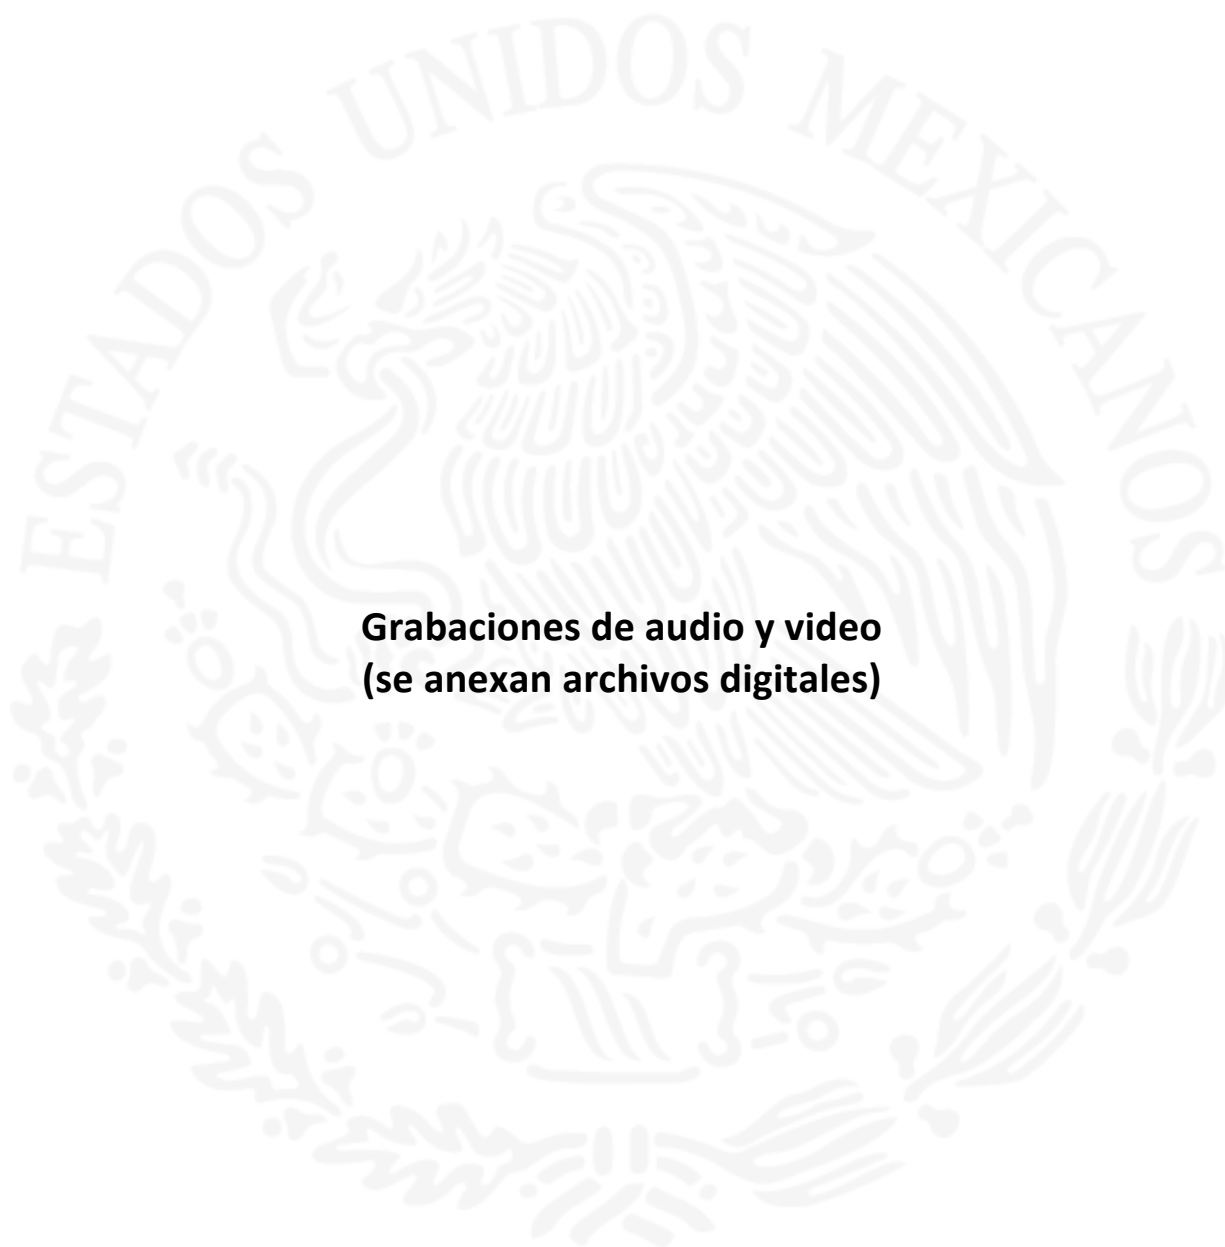 ESTADOS UNIDOS MEXICANOS
Grabaciones de audio y video
(se anexan archivos digitales)